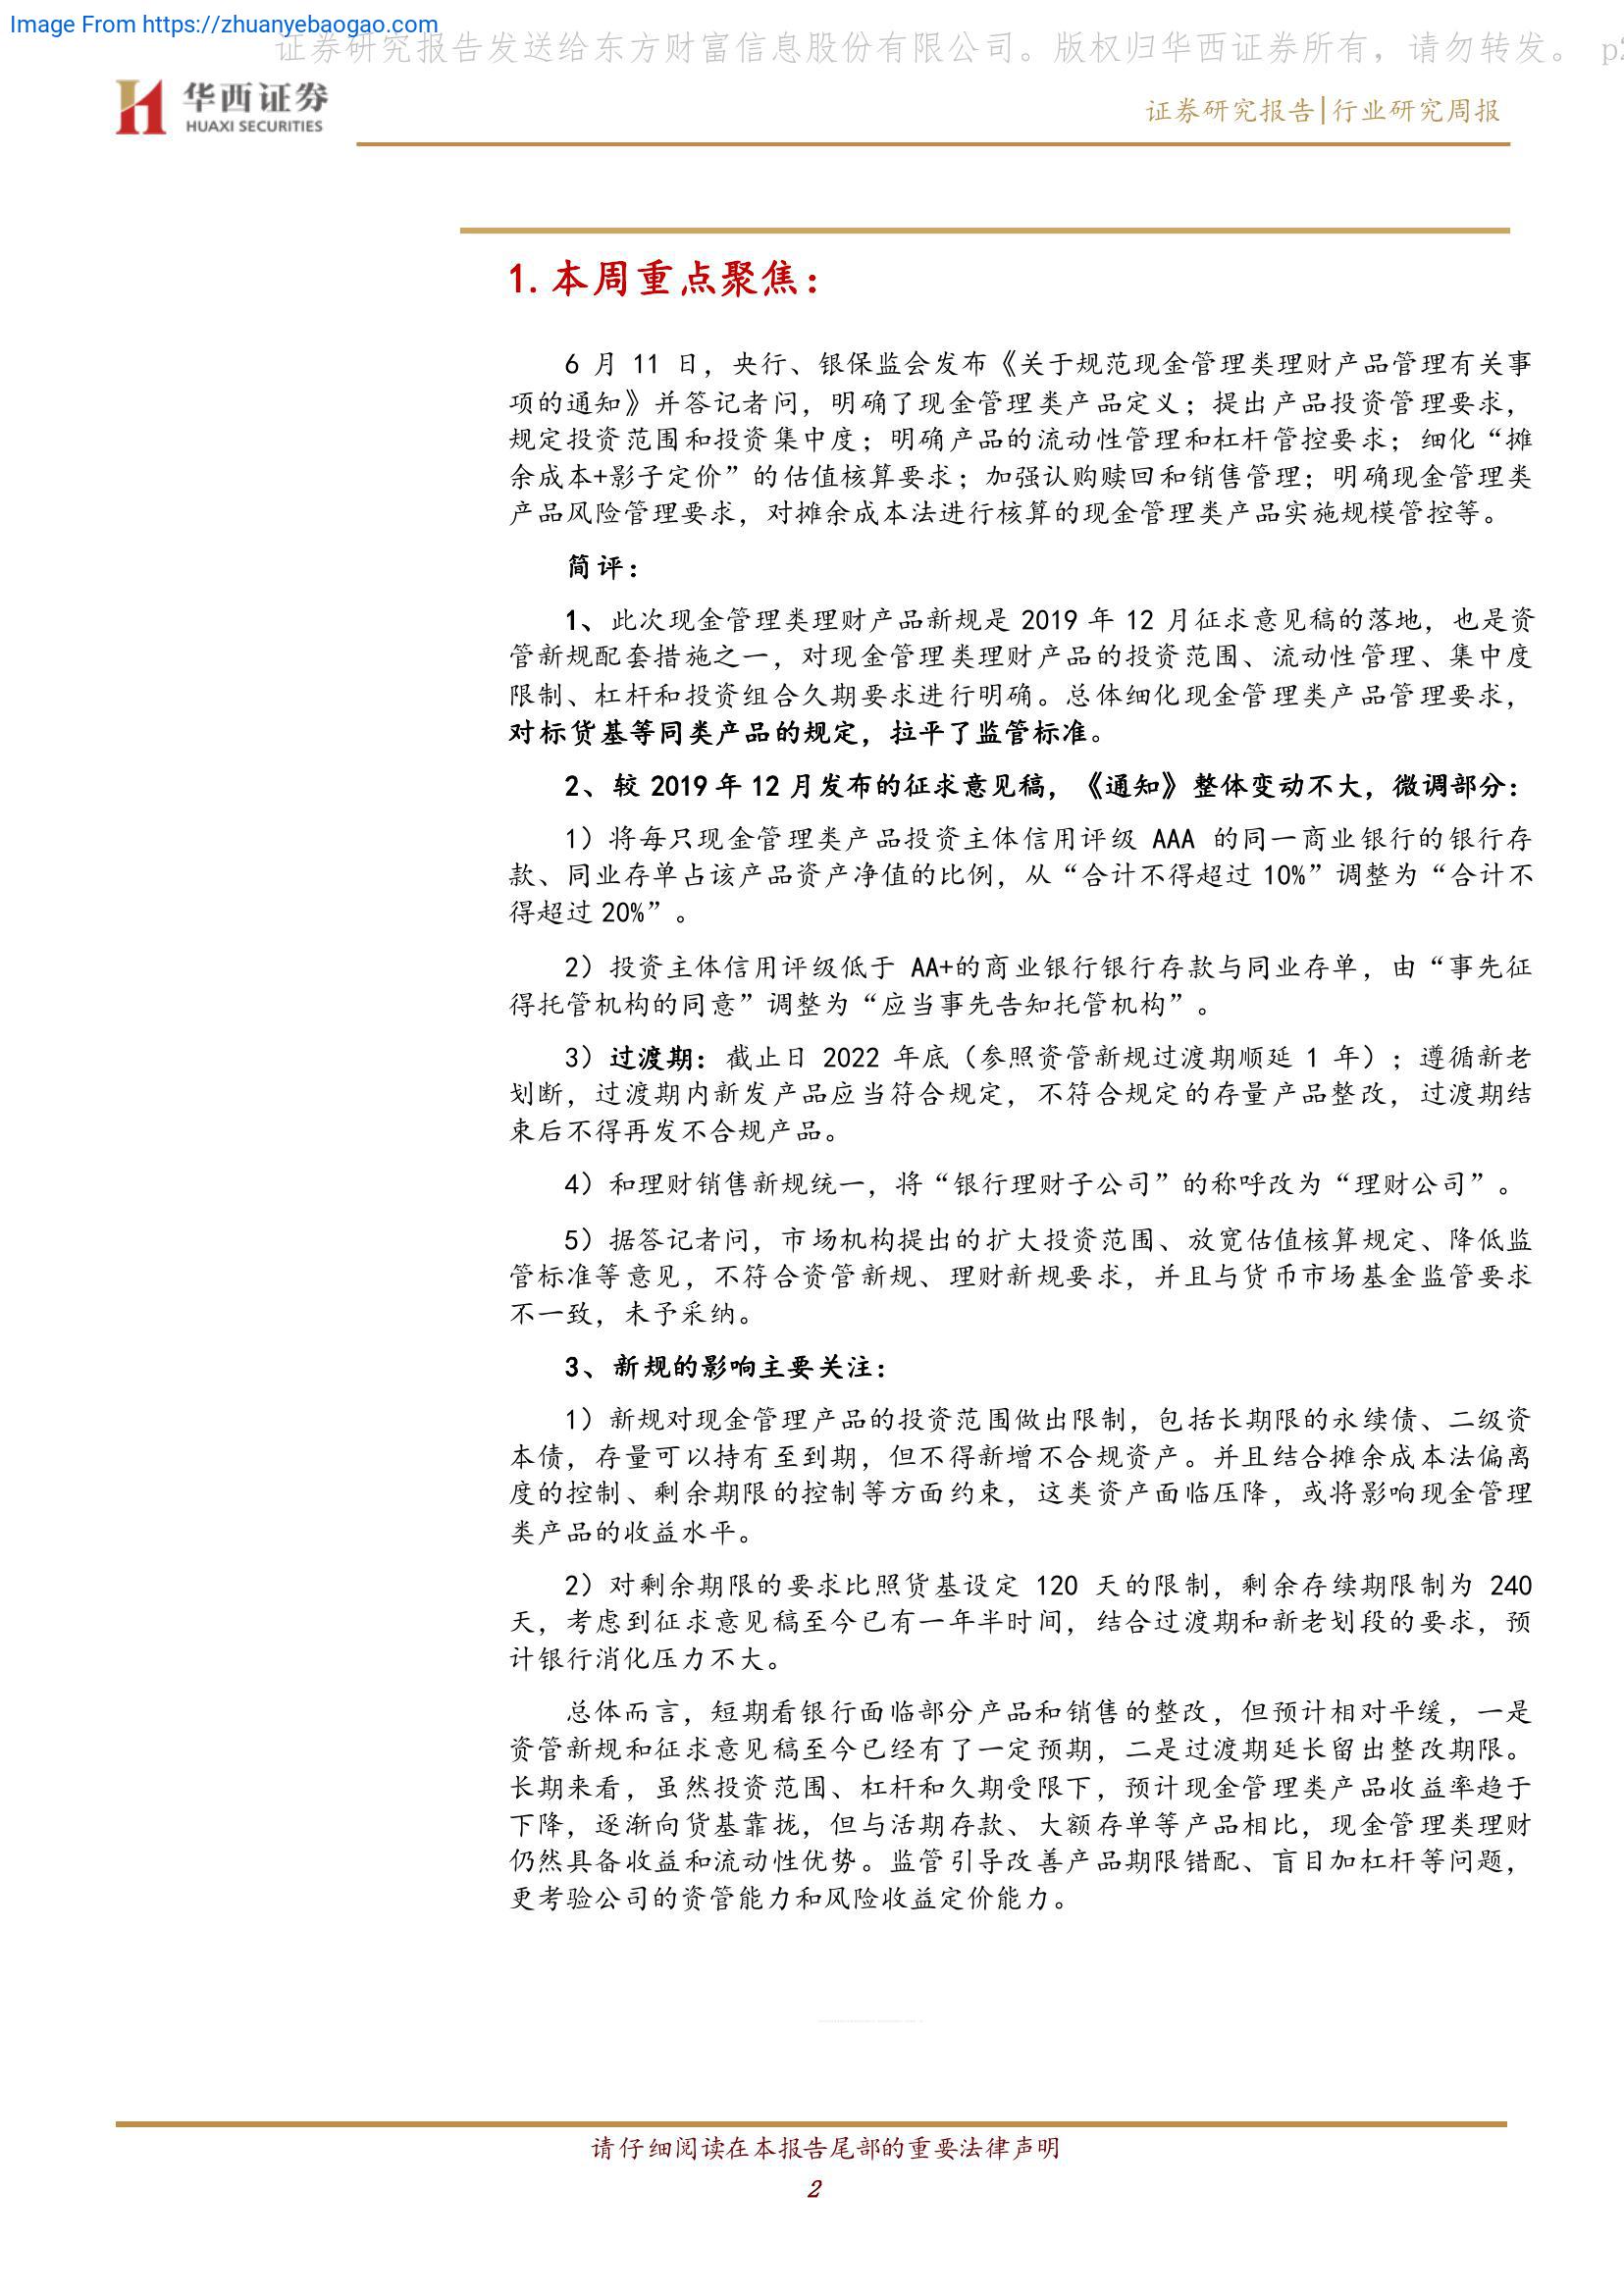 Image From https://zhuanyebaogao.com
证券研究报告发送给东方财富信息股份有限公司。版权归华西证券所有，请勿转发。 p2
华西证券
HUAXI SECURITIES
证券研究报告|行业研究周报
1.本周重点聚焦：
6 月 11 日，央行、银保监会发布《关于规范现金管理类理财产品管理有关事
项的通知》并答记者问，明确了现金管理类产品定义；提出产品投资管理要求，
规定投资范围和投资集中度；明确产品的流动性管理和杠杆管控要求；细化“摊
余成本+影子定价”的估值核算要求；加强认购赎回和销售管理；明确现金管理类
产品风险管理要求，对摊余成本法进行核算的现金管理类产品实施规模管控等。
简评：
1、此次现金管理类理财产品新规是 2019 年 12 月征求意见稿的落地，也是资
管新规配套措施之一，对现金管理类理财产品的投资范围、流动性管理、集中度
限制、杠杆和投资组合久期要求进行明确。总体细化现金管理类产品管理要求，
对标货基等同类产品的规定，拉平了监管标准。
2、较 2019 年 12 月发布的征求意见稿，《通知》整体变动不大，微调部分：
1）将每只现金管理类产品投资主体信用评级 AAA 的同一商业银行的银行存
款、同业存单占该产品资产净值的比例，从“合计不得超过 10%”调整为“合计不
得超过 20%”。
2）投资主体信用评级低于 AA+的商业银行银行存款与同业存单，由“事先征
得托管机构的同意”调整为“应当事先告知托管机构”。
3）过渡期：截止日 2022 年底（参照资管新规过渡期顺延 1 年）；遵循新老
划断，过渡期内新发产品应当符合规定，不符合规定的存量产品整改，过渡期结
束后不得再发不合规产品。
4）和理财销售新规统一，将“银行理财子公司”的称呼改为“理财公司”。
5）据答记者问，市场机构提出的扩大投资范围、放宽估值核算规定、降低监
管标准等意见，不符合资管新规、理财新规要求，并且与货币市场基金监管要求
不一致，未予采纳。
3、新规的影响主要关注：
1）新规对现金管理产品的投资范围做出限制，包括长期限的永续债、二级资
本债，存量可以持有至到期，但不得新增不合规资产。并且结合摊余成本法偏离
度的控制、剩余期限的控制等方面约束，这类资产面临压降，或将影响现金管理
类产品的收益水平。
2）对剩余期限的要求比照货基设定 120 天的限制，剩余存续期限制为 240
天，考虑到征求意见稿至今已有一年半时间，结合过渡期和新老划段的要求，预
计银行消化压力不大。
总体而言，短期看银行面临部分产品和销售的整改，但预计相对平缓，一是
资管新规和征求意见稿至今已经有了一定预期，二是过渡期延长留出整改期限。
长期来看，虽然投资范围、杠杆和久期受限下，预计现金管理类产品收益率趋于
下降，逐渐向货基靠拢，但与活期存款、大额存单等产品相比，现金管理类理财
仍然具备收益和流动性优势。监管引导改善产品期限错配、盲目加杠杆等问题，
更考验公司的资管能力和风险收益定价能力。
请仔细阅读在本报告尾部的重要法律声明
2